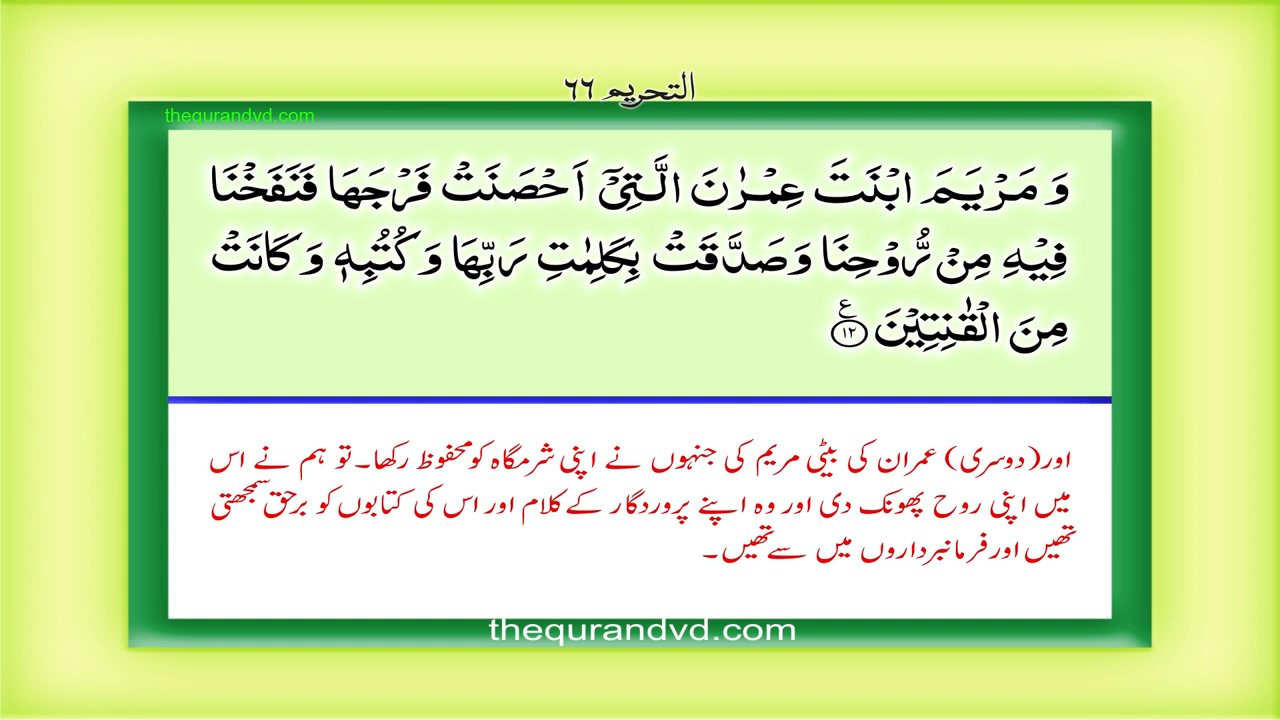 التحريم ٦٦
thequrandvd.com
وَ مَرۡیَمَ ابۡنَتَ عِمۡرٰنَ الَّتِیۡۤ اَحۡصَنَتۡ فَرۡجَهَا فَنَفَخۡنَا
فِیۡهِ مِنۡ رُّوۡحِنَا وَ صَدَّقَتۡ بِکَلِمٰتِ رَبِّهَا وَ کُتُبِهٖ وَ کَانَتۡ
مِنَ الۡقٰنِتِیۡنَ ﴿۱۲﴾ ع
اور(دوسری) عمران کی بیٹی مریم کی جنہوں نے اپنی شرمگاہ کو محفوظ رکھا۔ تو ہم نے اس
میں اپنی روح پھونک دی اور وہ اپنے پروردگار کے کلام اور اس کی کتابوں کو برحق سمجھتی
تھیں اور فرمانبرداروں میں سے تھیں۔
thequrandvd.com